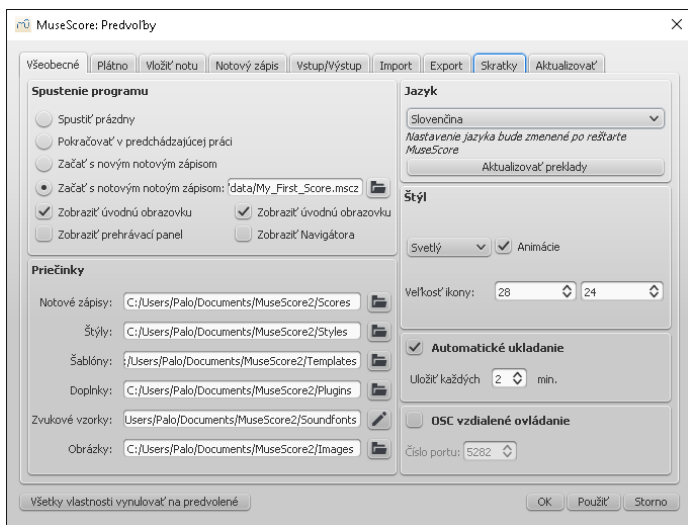 MuseScore: Predvoľby
Všeobecné Plátno Vložiť notu Notový zápis Vstup/Výstup Import Export Skratky Aktualizovať
Spustenie programu
Spustiť prázdny
Pokračovať v predchádzajúcej práci
Začať s novým notovým zápisom
Začať s notovým notoým zápisom: 'data/My_First_Score.mscz
Zobraziť úvodnú obrazovku Zobraziť úvodnú obrazovku
Zobraziť prehrávací panel Zobraziť Navigátora
Priečinky
Notové zápisy: C:/Users/Palo/Documents/MuseScore2/Scores
Štýly: C:/Users/Palo/Documents/MuseScore2/Styles
Šablóny: :/Users/Palo/Documents/MuseScore2/Templates
Doplnky: C:/Users/Palo/Documents/MuseScore2/Plugins
Zvukové vzorky: Users/Palo/Documents/MuseScore2/Soundfonts
Obrázky: C:/Users/Palo/Documents/MuseScore2/Images
Jazyk
Slovenčina
Nastavenie jazyka bude zmenené po reštarte
MuseScore
Aktualizovať preklady
Štýl
Svetlý Animácie
Veľkosť ikony: 28 24
Automatické ukladanie
Uložiť každých 2 min.
OSC vzdialené ovládanie
Číslo portu: 5282
Všetky vlastnosti vynulovať na predvolené OK Použiť Storno